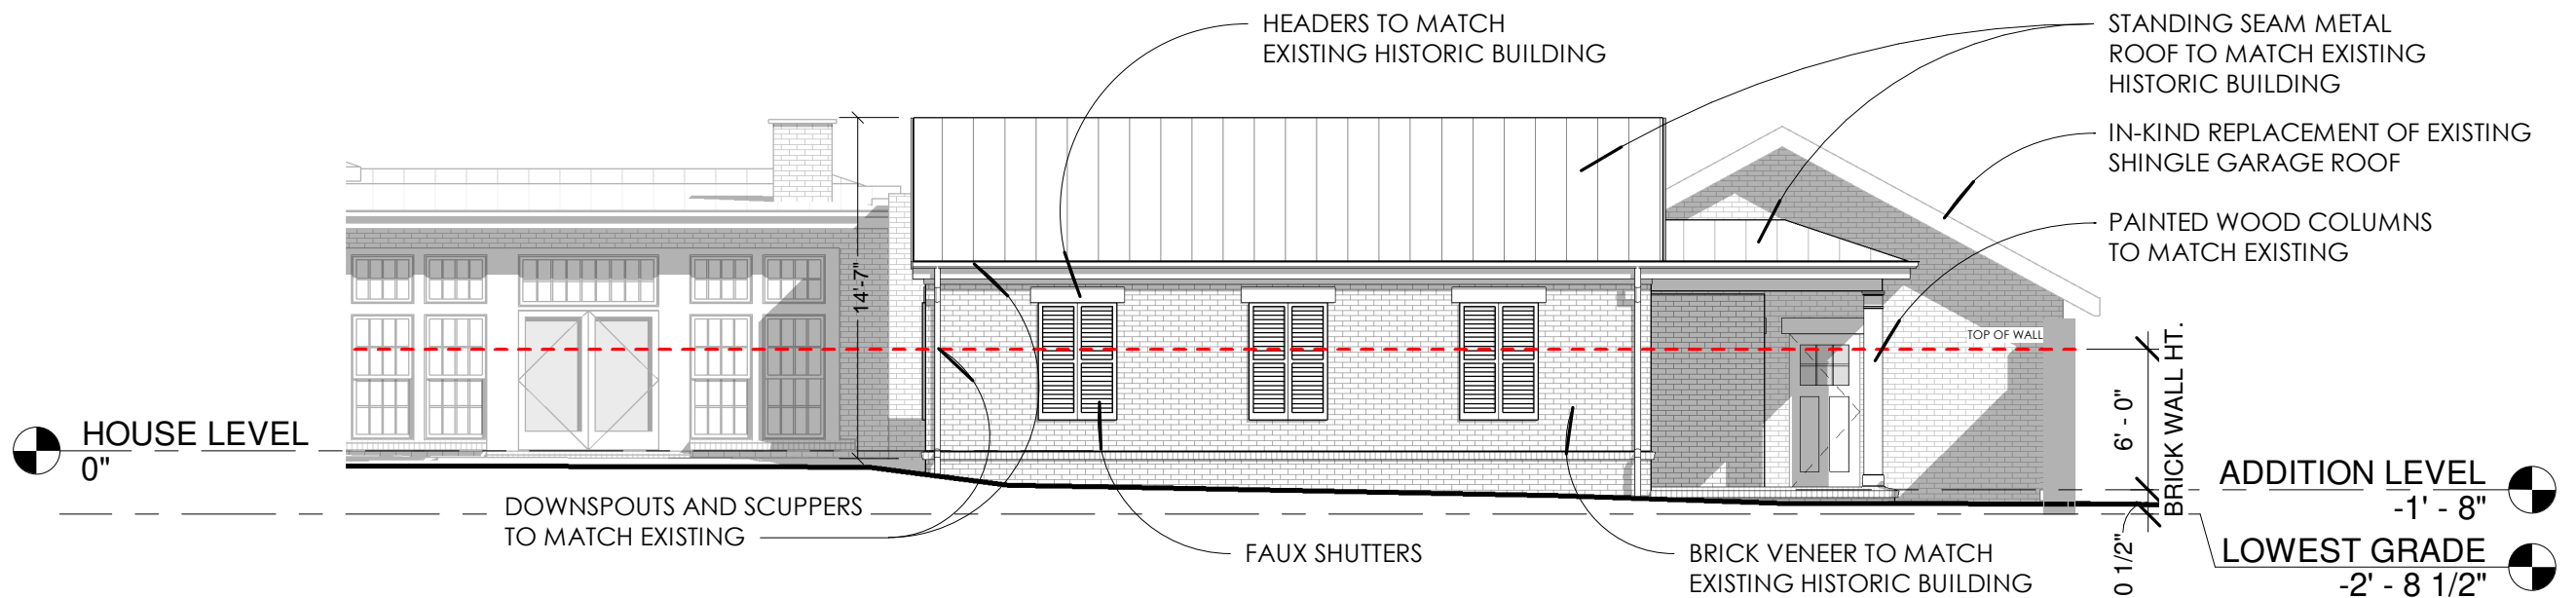 HEADERS TO MATCH
EXISTING HISTORIC BUILDING
STANDING SEAM METAL
ROOF TO MATCH EXISTING
HISTORIC BUILDING
IN-KIND REPLACEMENT OF EXISTING
SHINGLE GARAGE ROOF
PAINTED WOOD COLUMNS
TO MATCH EXISTING
14'-7"
TOP OF WALL
BRICK WALL HT.
6' - 0"
HOUSE LEVEL
0"
ADDITION LEVEL
-1' - 8"
DOWNSPOUTS AND SCUPPERS
TO MATCH EXISTING
FAUX SHUTTERS
BRICK VENEER TO MATCH
EXISTING HISTORIC BUILDING
0 1/2"
LOWEST GRADE
-2' - 8 1/2"